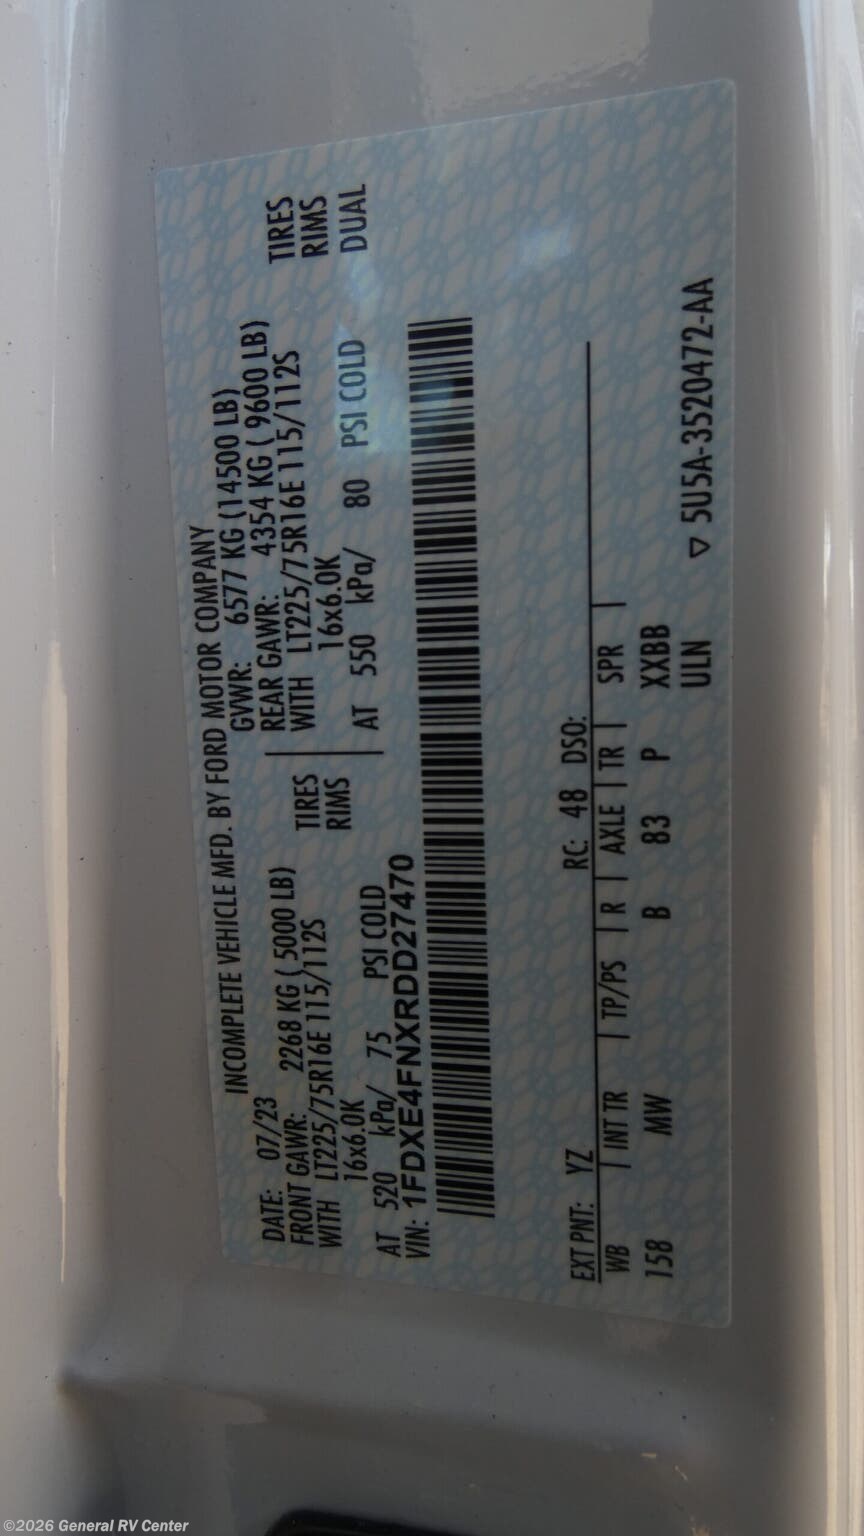 INCOMPLETE VEHICLE MFD. BY FORD MOTOR COMPANY
DATE: 07/23 GVWR: 6577 KG (14500 LB)
FRONT GAWR: 2268 KG ( 5000 LB) REAR GAWR: 4354 KG ( 9600 LB)
WITH LT225/75R16E 115/112S TIRES WITH LT225/75R16E 115/112S TIRES
16x6.0K RIMS 16x6.0K RIMS
AT 520 kPa/ 75 PSI COLD AT 550 kPa/ 80 PSI COLD DUAL
VIN: 1FDXE4FNXRDD27470
EXT PNT: YZ RC: 48 DSO:
WB | INT TR | TP/PS | R | AXLE | TR | SPR |
158 MW B 83 P XXBB
ULN ▽ 5U5A-3520472-AA
©2026 General RV Center